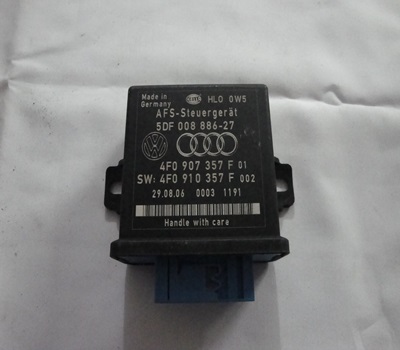 Made in
Germany
HLO 0W5
AFS-Steuergerät
5DF 008 886-27
4F0 907 357 F 01
SW: 4F0 910 357 F 002
29.08.06 0003 1191
Handle with care